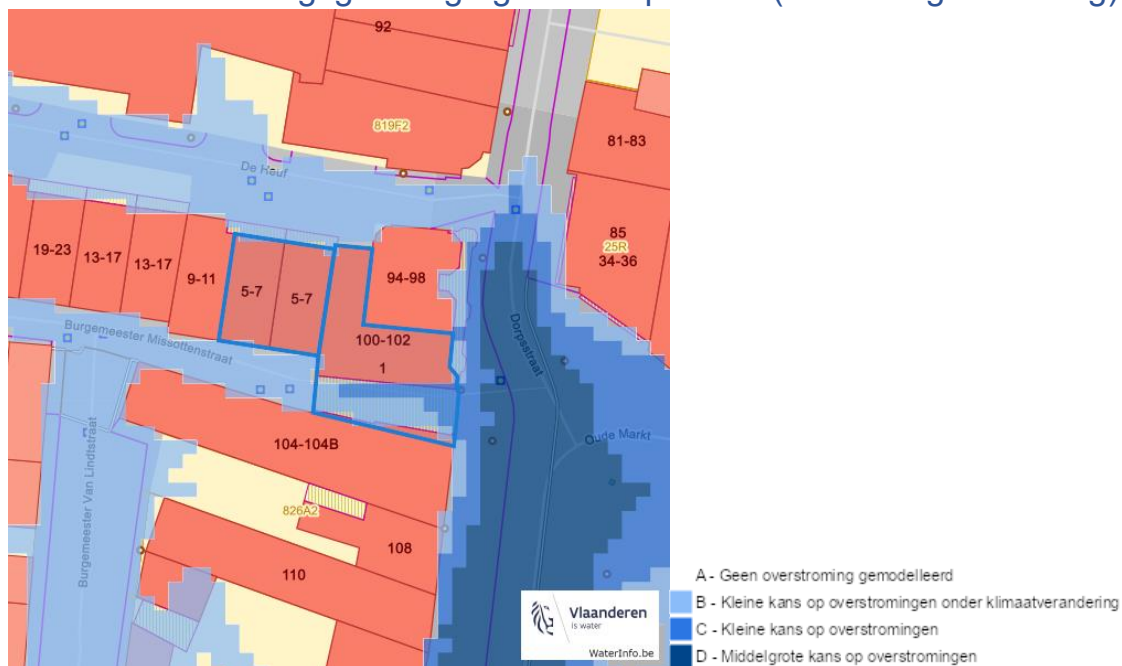 92
819F2
81-83
De Heuf
85
25R
34-36
19-23
13-17
13-17
9-11
5-7
5-7
94-98
100-102
1
Burgemeester Missottenstraat
Dorpsstraat
104-104B
Oude Markt
Burgemeester Van Lindtstraat
826A2
108
110
Vlaanderen
is water
WaterInfo.be
A - Geen overstroming gemodelleerd
B - Kleine kans op overstromingen onder klimaatverandering
C - Kleine kans op overstromingen
D - Middelgrote kans op overstromingen